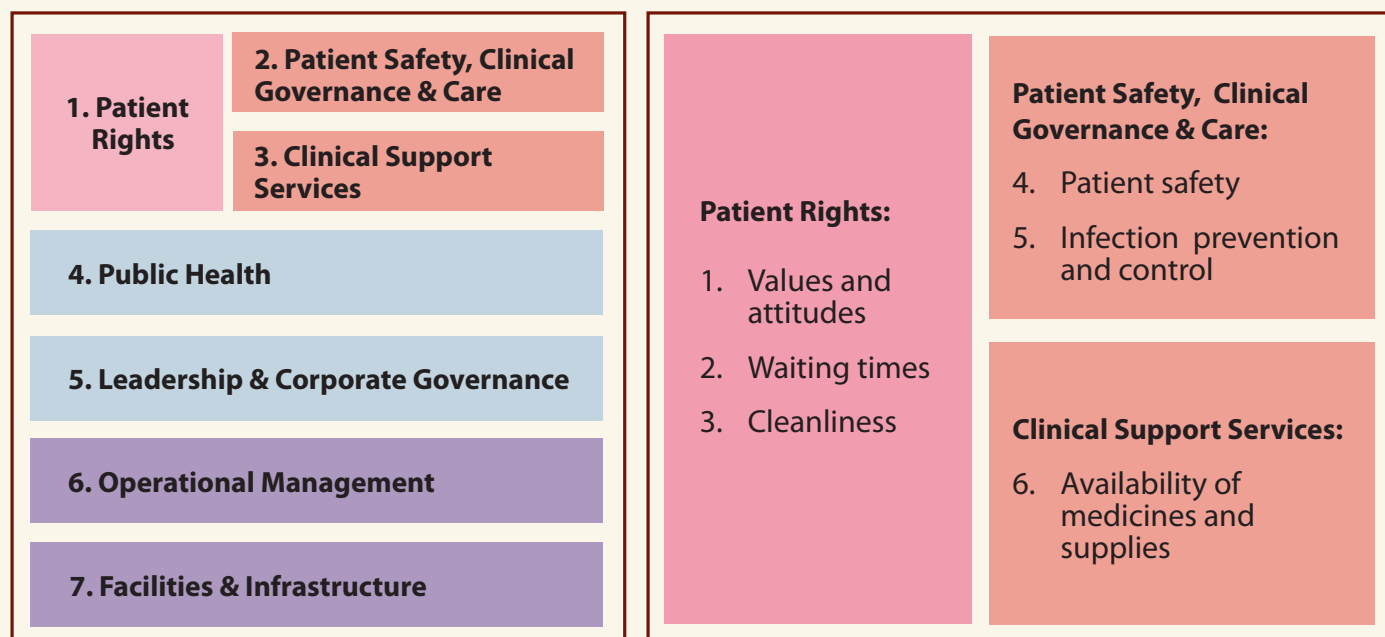 1. Patient
Rights
2. Patient Safety, Clinical
Governance & Care
3. Clinical Support
Services
4. Public Health
5. Leadership & Corporate Governance
6. Operational Management
7. Facilities & Infrastructure
Patient Rights:
1. Values and
attitudes
2. Waiting times
3. Cleanliness
Patient Safety, Clinical
Governance & Care:
4. Patient safety
5. Infection prevention
and control
Clinical Support Services:
6. Availability of
medicines and
supplies